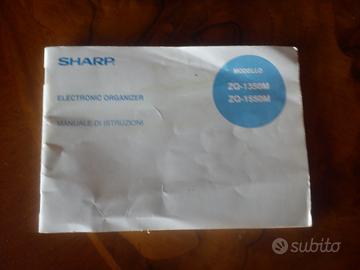 SHARP
MODELLO
ZQ-1350M
ZQ-1550M
ELECTRONIC ORGANIZER
MANUALE DI ISTRUZIONI
subito